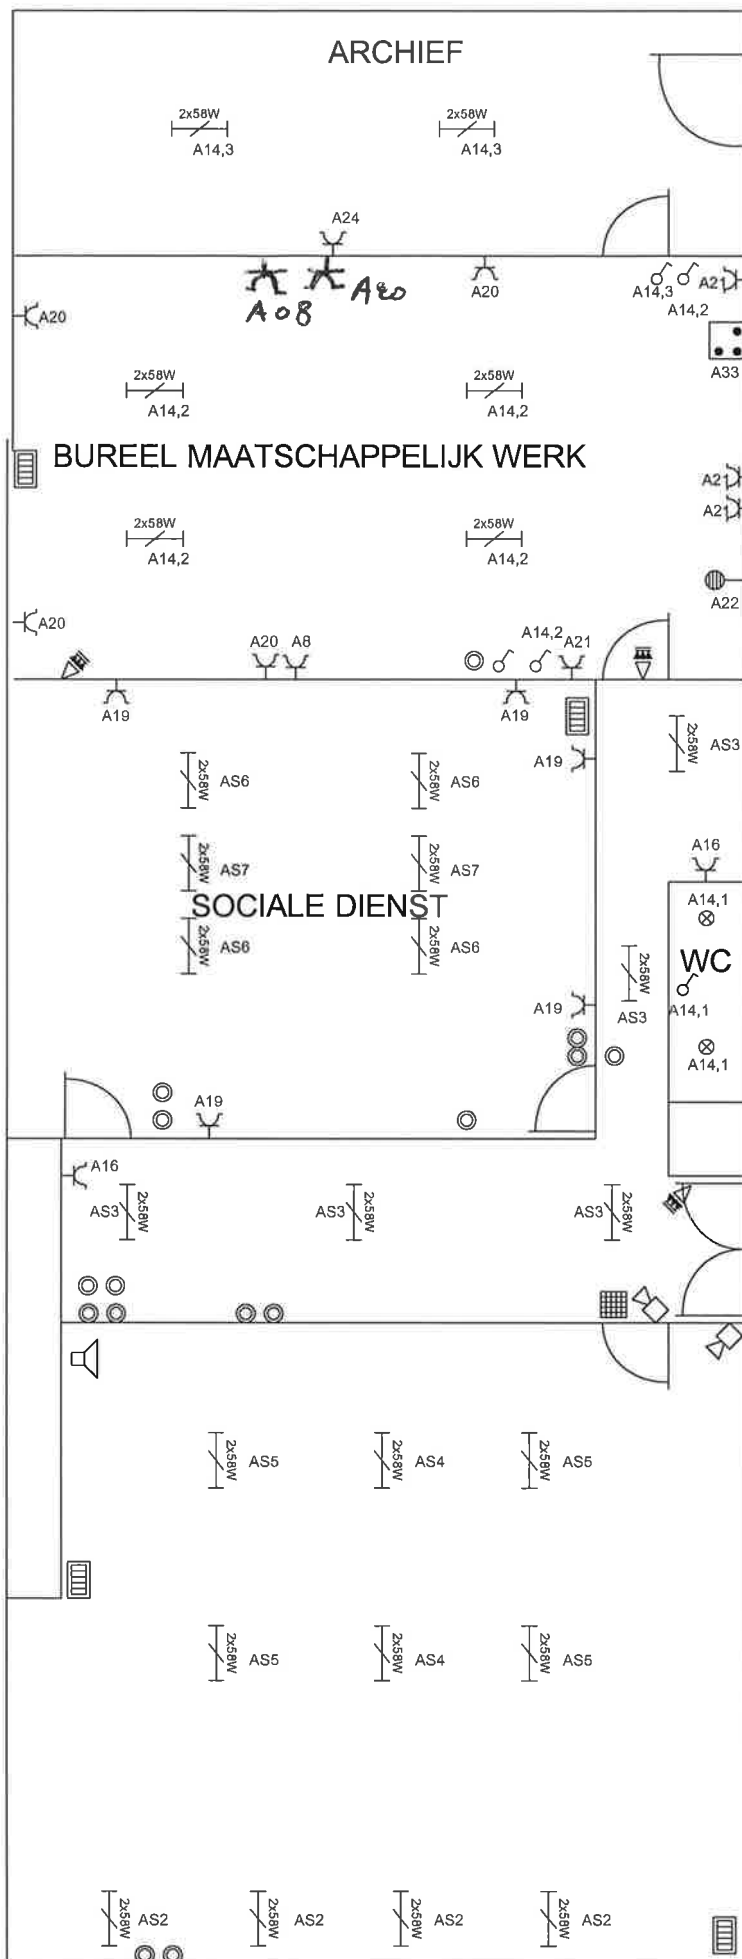 ARCHIEF
2x58W 2x58W
A14,3 A14,3
A24
A08 A20 A20 A14,3 A21
A14,2
A20
A33
2x58W 2x58W
A14,2 A14,2
BUREEL MAATSCHAPPELIJK WERK
A21
A21
2x58W 2x58W
A14,2 A14,2
A22
A20
A20 A8 A14,2 A21
A19 A19
2x58W AS3
A19
2x58W AS6 2x58W AS6
A16
2x58W AS7 2x58W AS7
A14,1
SOCIALE DIENST
2x58W AS6 2x58W AS6
WC
2x58W
AS3
A19
A14,1
A14,1
A19
A16
AS3 2x58W AS3 2x58W AS3 2x58W
2x58W AS5 2x58W AS4 2x58W AS5
2x58W AS5 2x58W AS4 2x58W AS5
2x58W AS2 2x58W AS2 2x58W AS2 2x58W AS2